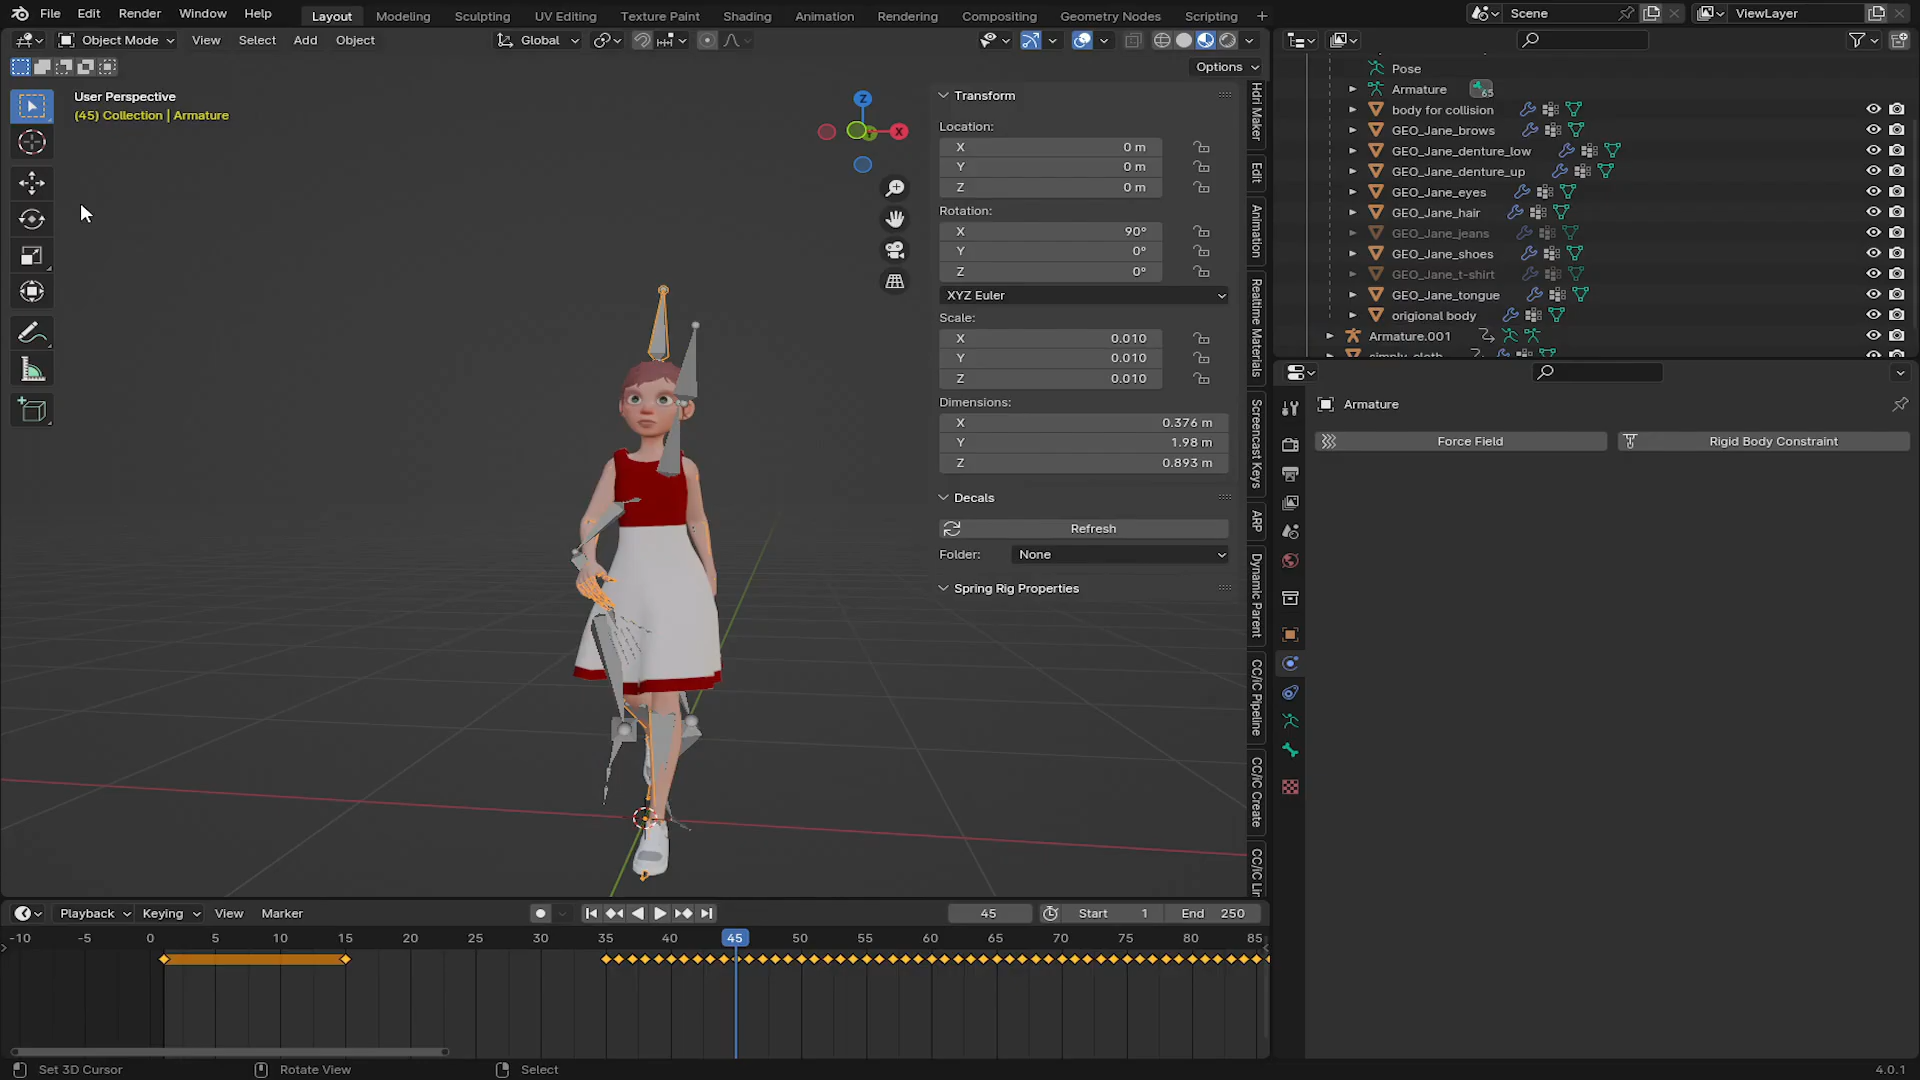 File Edit Render Window Help Layout Modeling Sculpting UV Editing Texture Paint Shading Animation Rendering Compositing Geometry Nodes Scripting + Scene ViewLayer
Object Mode View Select Add Object Global
Options
User Perspective
(45) Collection | Armature
Z
X
Transform
Location:
X 0 m
Y 0 m
Z 0 m
Rotation:
X 90°
Y 0°
Z 0°
XYZ Euler
Scale:
X 0.010
Y 0.010
Z 0.010
Dimensions:
X 0.376 m
Y 1.98 m
Z 0.893 m
Decals
Refresh
Folder: None
Spring Rig Properties
Hdri Maker
Edit
Animation
Realtime Materials
Screencast Keys
ARP
Dynamic Parent
CC/iC Pipeline
CC/iC Create
Pose
Armature 65
body for collision
GEO_Jane_brows
GEO_Jane_denture_low
GEO_Jane_denture_up
GEO_Jane_eyes
GEO_Jane_hair
GEO_Jane_jeans
GEO_Jane_shoes
GEO_Jane_t-shirt
GEO_Jane_tongue
origional body
Armature.001
Armature
Force Field Rigid Body Constraint
Playback Keying View Marker 45 Start 1 End 250
-10 -5 0 5 10 15 20 25 30 35 40 45 50 55 60 65 70 75 80 85
Set 3D Cursor Rotate View Select 4.0.1